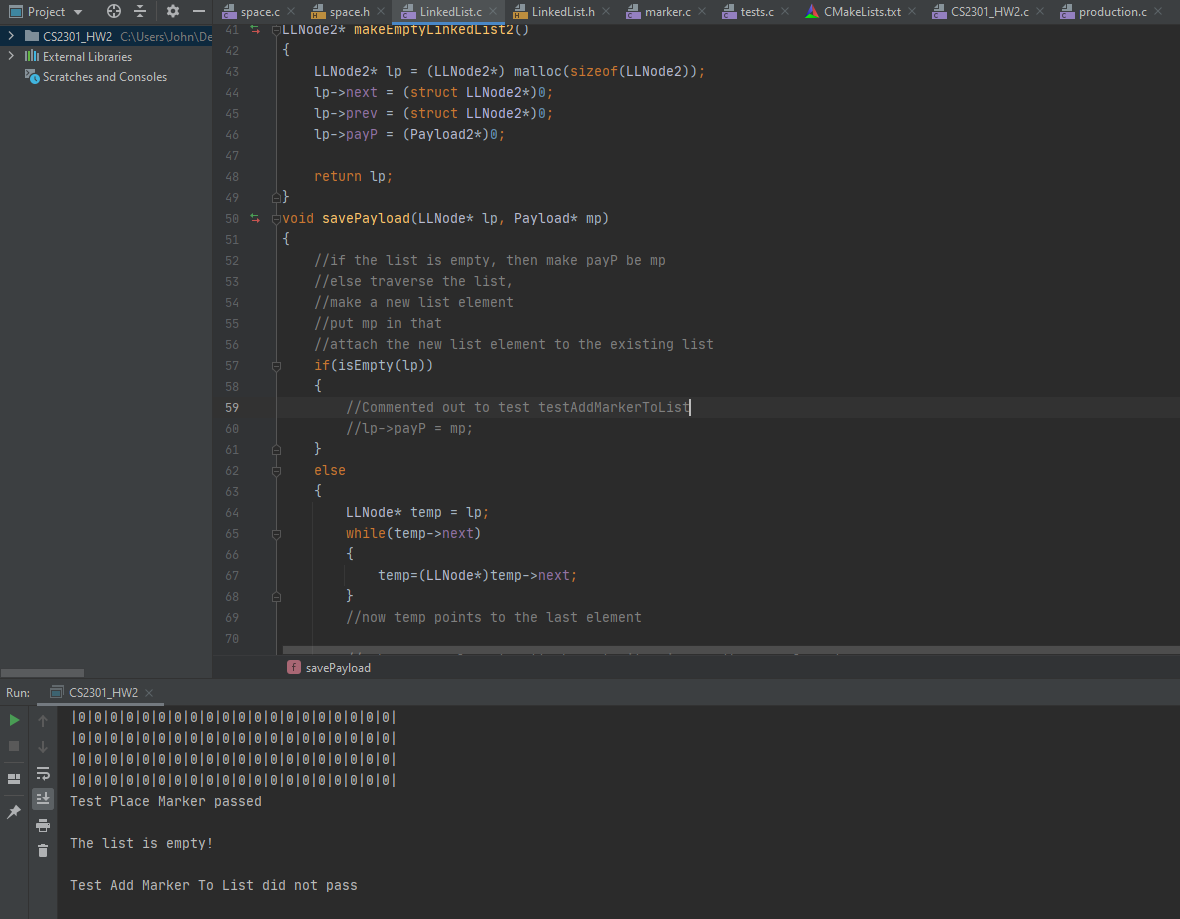 Project
space.c
space.h
LinkedList.c
LinkedList.h
marker.c
tests.c
CMakeLists.txt
CS2301_HW2.c
production.c
CS2301_HW2 C:\Users\John\De
External Libraries
Scratches and Consoles
41 LLNode2* makeEmptyLinkedList2()
42 {
43 LLNode2* lp = (LLNode2*) malloc(sizeof(LLNode2));
44 lp->next = (struct LLNode2*)0;
45 lp->prev = (struct LLNode2*)0;
46 lp->payP = (Payload2*)0;
47
48 return lp;
49 }
50 void savePayload(LLNode* lp, Payload* mp)
51 {
52 //if the list is empty, then make payP be mp
53 //else traverse the list,
54 //make a new list element
55 //put mp in that
56 //attach the new list element to the existing list
57 if(isEmpty(lp))
58 {
59 //Commented out to test testAddMarkerToList
60 //lp->payP = mp;
61 }
62 else
63 {
64 LLNode* temp = lp;
65 while(temp->next)
66 {
67 temp=(LLNode*)temp->next;
68 }
69 //now temp points to the last element
70
f savePayload
Run: CS2301_HW2
|0|0|0|0|0|0|0|0|0|0|0|0|0|0|0|0|0|0|0|0|
|0|0|0|0|0|0|0|0|0|0|0|0|0|0|0|0|0|0|0|0|
|0|0|0|0|0|0|0|0|0|0|0|0|0|0|0|0|0|0|0|0|
|0|0|0|0|0|0|0|0|0|0|0|0|0|0|0|0|0|0|0|0|
Test Place Marker passed
The list is empty!
Test Add Marker To List did not pass